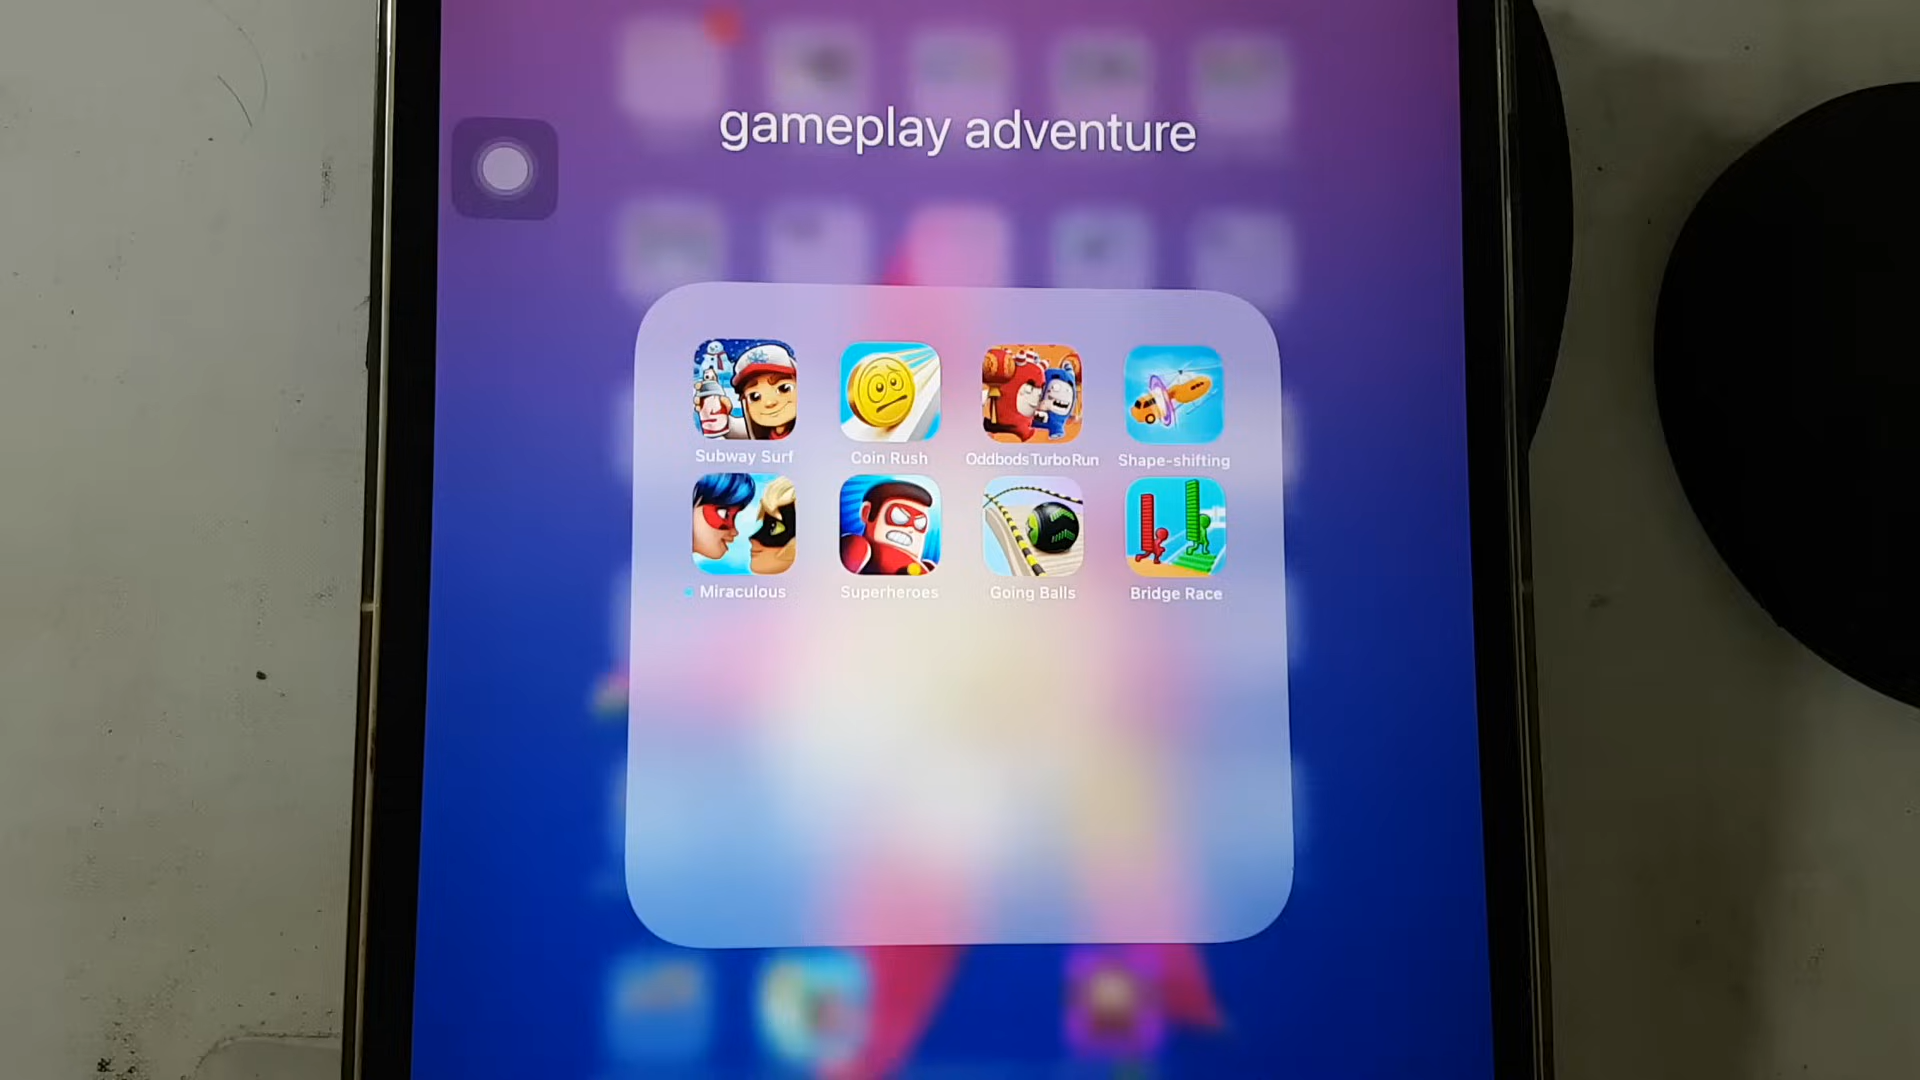 gameplay adventure
Subway Surf
Coin Rush
Oddbods Turbo Run
Shape-shifting
Miraculous
Superheroes
Going Balls
Bridge Race